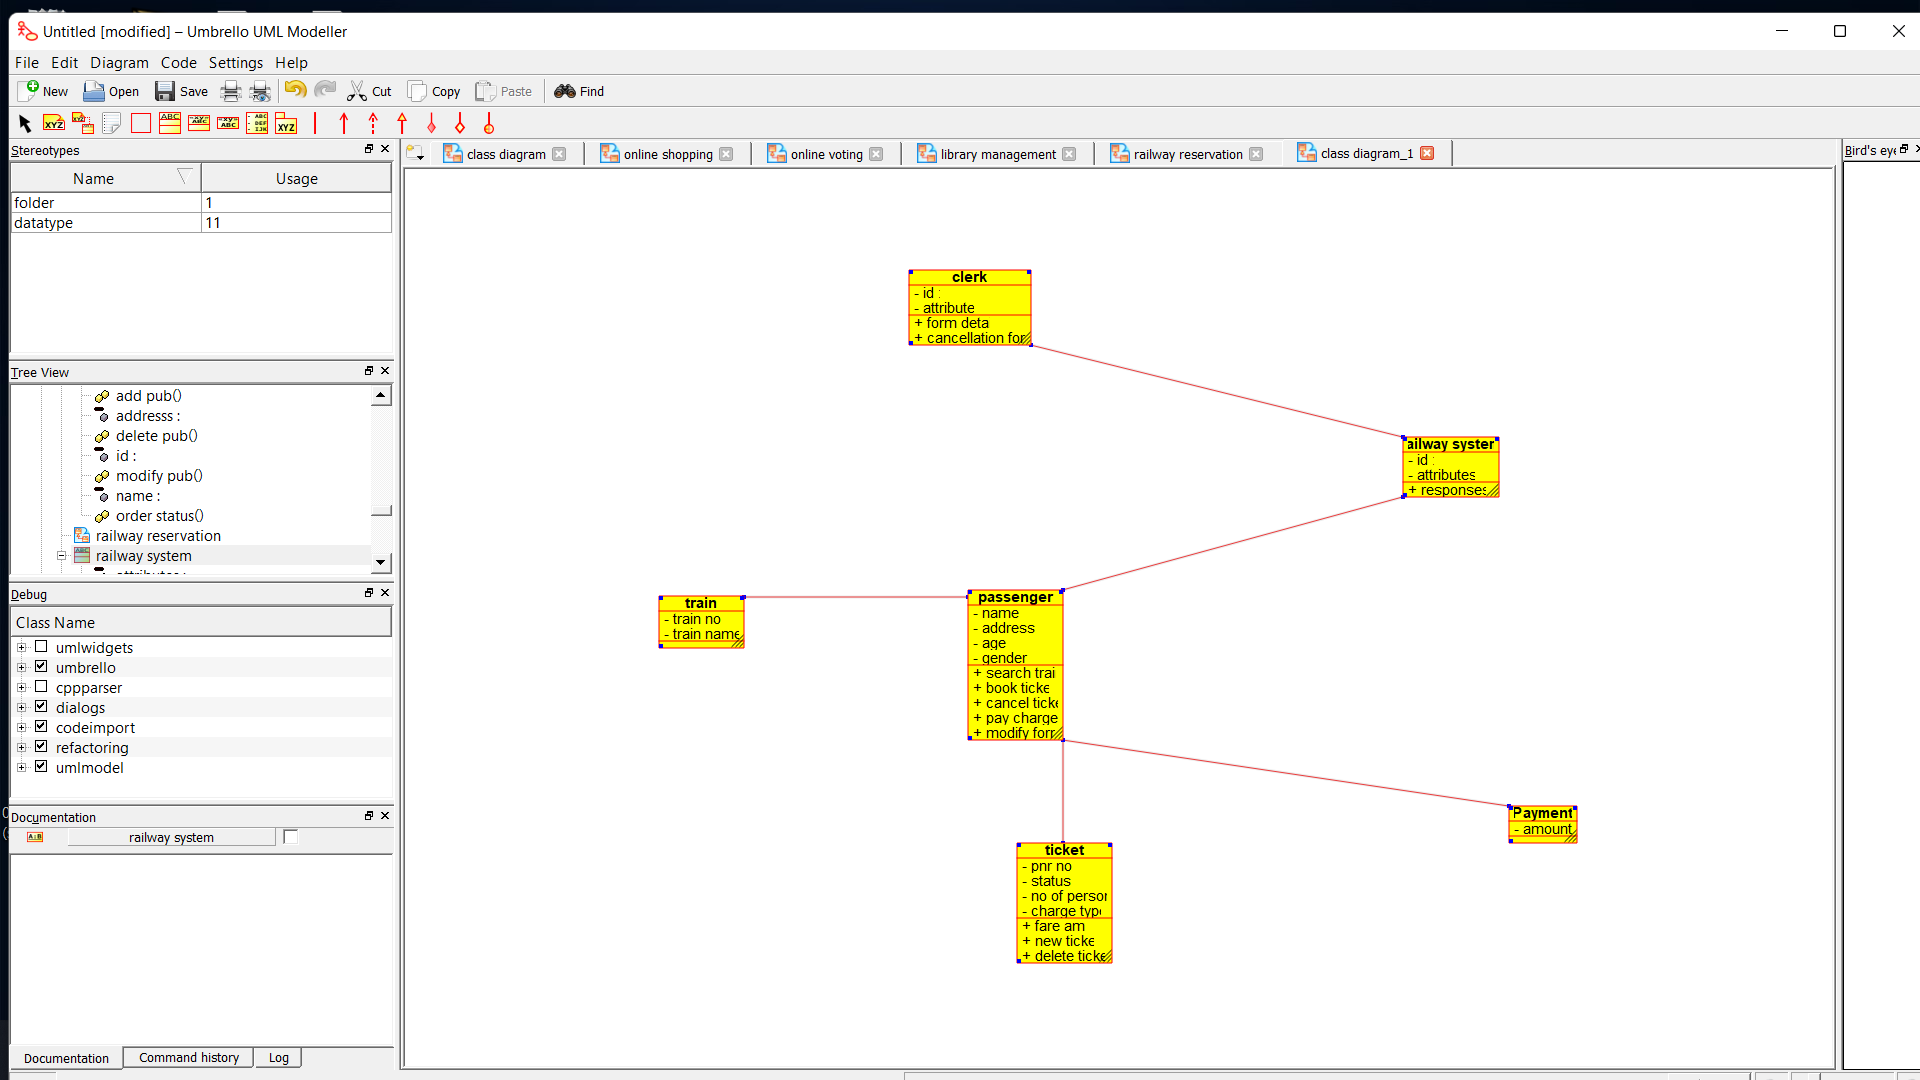 Untitled [modified] – Umbrello UML Modeller
File Edit Diagram Code Settings Help
New Open Save Cut Copy Paste Find
Stereotypes
Name Usage
folder 1
datatype 11
Tree View
add pub()
addresss :
delete pub()
id :
modify pub()
name :
order status()
railway reservation
railway system
Debug
Class Name
umlwidgets
umbrello
cppparser
dialogs
codeimport
refactoring
umlmodel
Documentation
railway system
Documentation Command history Log
class diagram online shopping online voting library management railway reservation class diagram_1
Bird's eye
clerk
- id :
- attribute
+ form deta
+ cancellation for
ailway syster
- id :
- attributes
+ responses
train
- train no
- train name
passenger
- name
- address
- age
- gender
+ search trai
+ book ticke
+ cancel ticke
+ pay charge
+ modify forr
Payment
- amount
ticket
- pnr no
- status
- no of persor
- charge type
+ fare am
+ new ticke
+ delete ticke